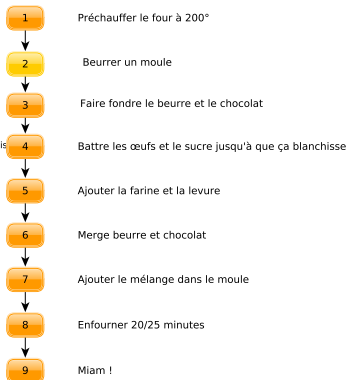 1 Préchauffer le four à 200°
2 Beurrer un moule
3 Faire fondre le beurre et le chocolat
is 4 Battre les œufs et le sucre jusqu'à que ça blanchisse
5 Ajouter la farine et la levure
6 Merge beurre et chocolat
7 Ajouter le mélange dans le moule
8 Enfourner 20/25 minutes
9 Miam !